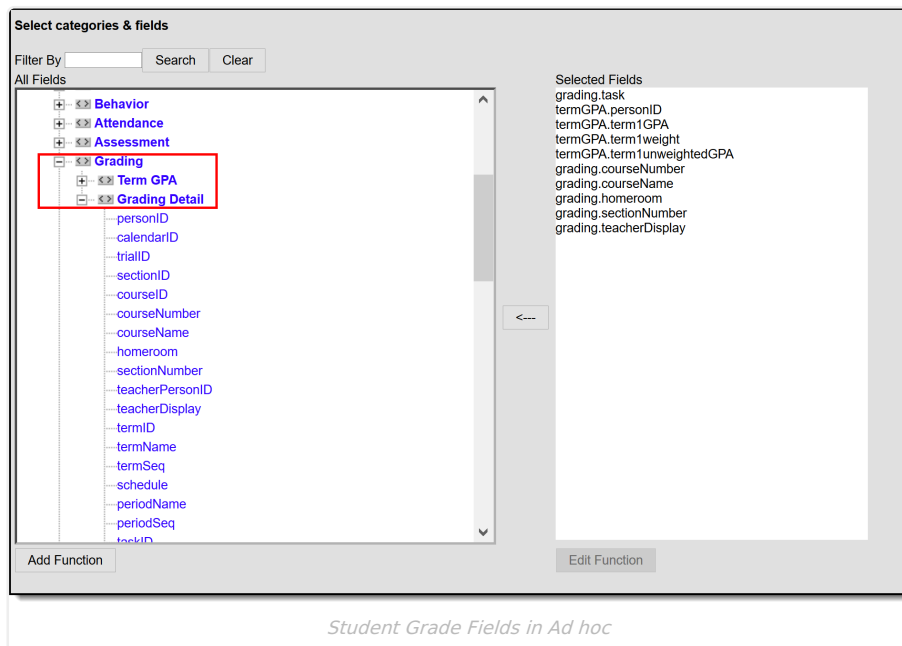 Select categories & fields
Filter By Search Clear
All Fields
Behavior
Attendance
Assessment
Grading
Term GPA
Grading Detail
personID
calendarID
trialID
sectionID
courseID
courseNumber
courseName
homeroom
sectionNumber
teacherPersonID
teacherDisplay
termID
termName
termSeq
schedule
periodName
periodSeq
taskID
Add Function
<---
Selected Fields
grading.task
termGPA.personID
termGPA.term1GPA
termGPA.term1weight
termGPA.term1unweightedGPA
grading.courseNumber
grading.courseName
grading.homeroom
grading.sectionNumber
grading.teacherDisplay
Edit Function
Student Grade Fields in Ad hoc